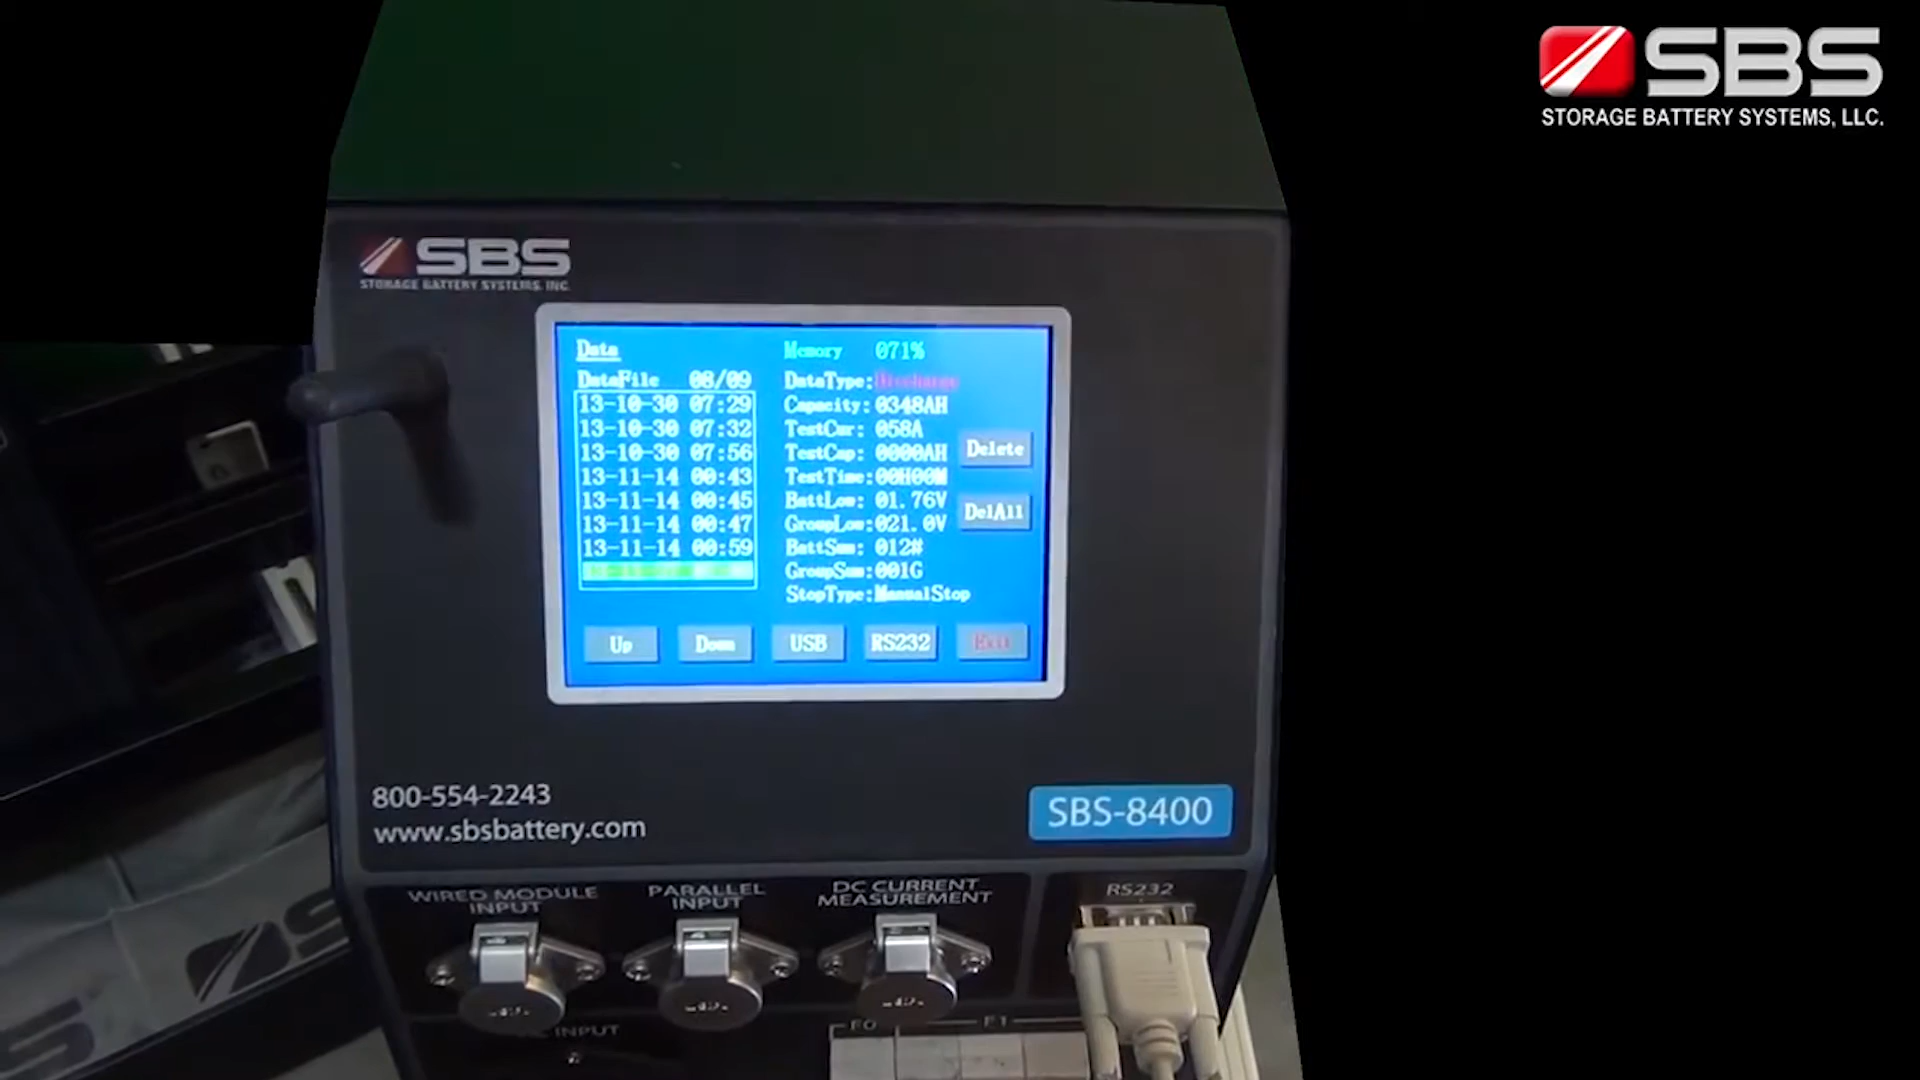 SBS
STORAGE BATTERY SYSTEMS, LLC.
SBS
STORAGE BATTERY SYSTEMS, INC.
Data
Memory 071%
DataFile 08/09
DataType: Discharge
13-10-30 07:29
Capacity: 0348AH
13-10-30 07:32
TestCur: 058A
13-10-30 07:56
TestCap: 0000AH
Delete
13-11-14 00:43
TestTime: 00H00M
13-11-14 00:45
BattLow: 01.76V
DelAll
13-11-14 00:47
GroupLow: 021.0V
13-11-14 00:59
BattSum: 012#
GroupSum: 001G
StopType: ManualStop
Up Down USB RS232 Exit
800-554-2243
www.sbsbattery.com
SBS-8400
WIRED MODULE
INPUT
PARALLEL
INPUT
DC CURRENT
MEASUREMENT
RS232
INPUT
F0
F1